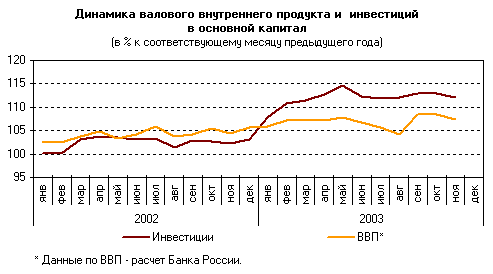 Динамика валового внутреннего продукта и инвестиций
в основной капитал
(в % к соответствующему месяцу предыдущего года)
120
115
110
105
100
95
янв фев мар апр май июн июл авг сен окт ноя дек янв фев мар апр май июн июл авг сен окт ноя дек
2002 2003
Инвестиции ВВП*
* Данные по ВВП - расчет Банка России.